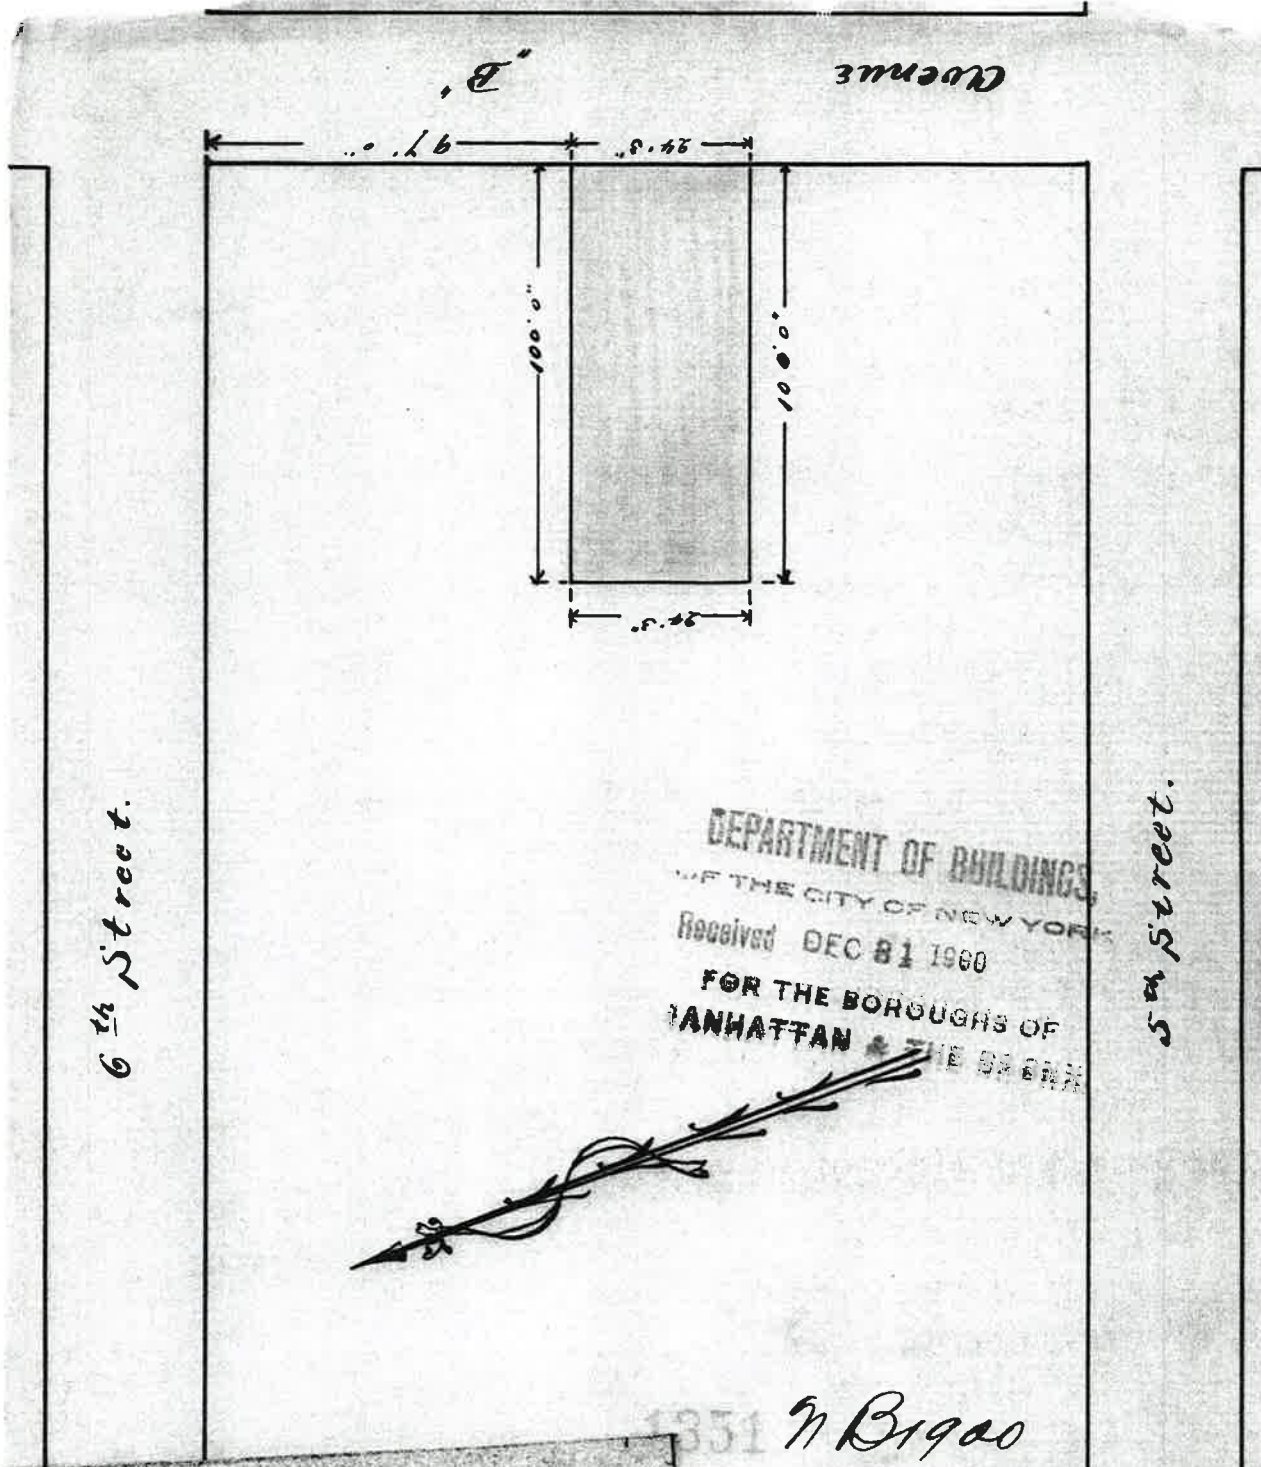 Avenue "B"
97'.0"
24'.3"
100'.0"
100'.0"
24'.3"
6th Street.
5th Street.
DEPARTMENT OF BUILDINGS,
OF THE CITY OF NEW YORK
Received DEC 31 1900
FOR THE BOROUGHS OF
MANHATTAN & THE BRONX
1351
N B 1900